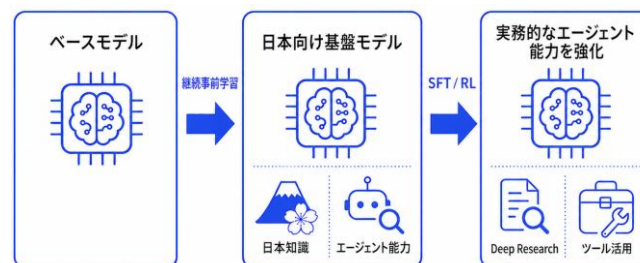 ベースモデル
継続事前学習
日本向け基盤モデル
日本知識
エージェント能力
SFT / RL
実務的なエージェント
能力を強化
Deep Research
ツール活用